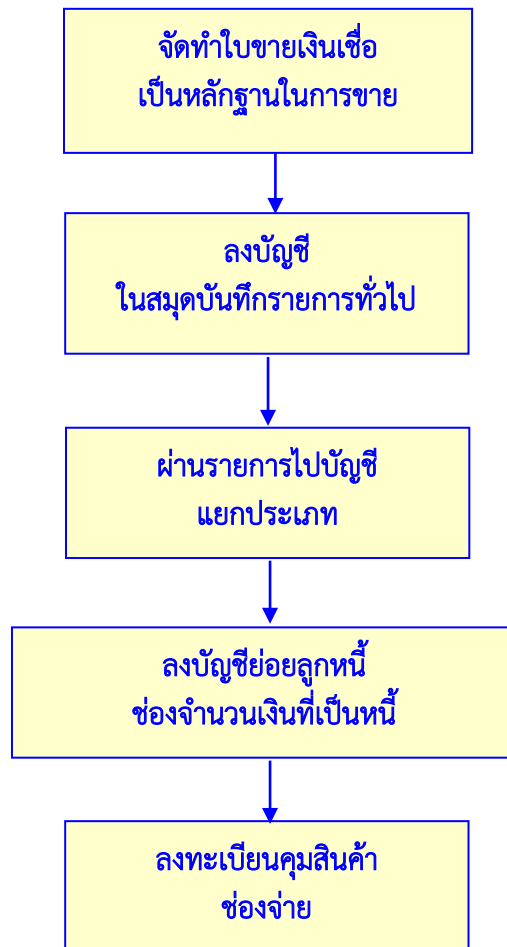 จัดทำใบขายเงินเชื่อ
เป็นหลักฐานในการขาย
ลงบัญชี
ในสมุดบันทึกรายการทั่วไป
ผ่านรายการไปบัญชี
แยกประเภท
ลงบัญชีย่อยลูกหนี้
ช่องจำนวนเงินที่เป็นหนี้
ลงทะเบียนคุมสินค้า
ช่องจ่าย